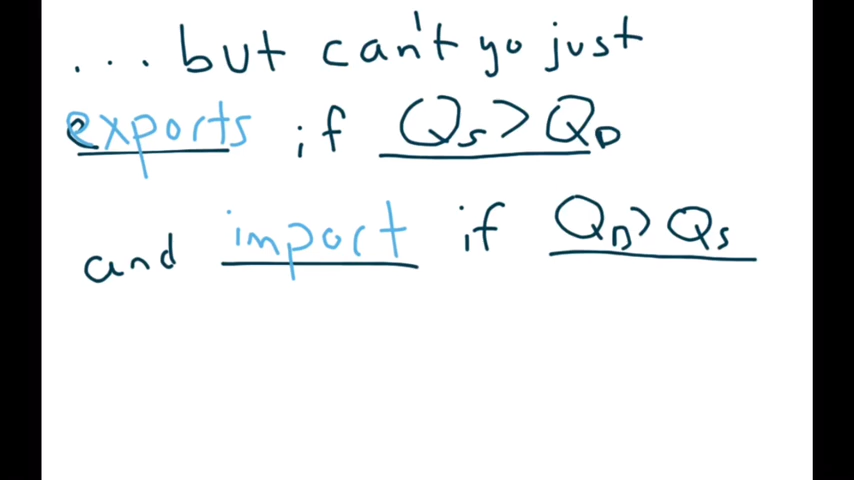 ... but can't yo just
exports if Qs > QD
and import if QD > Qs